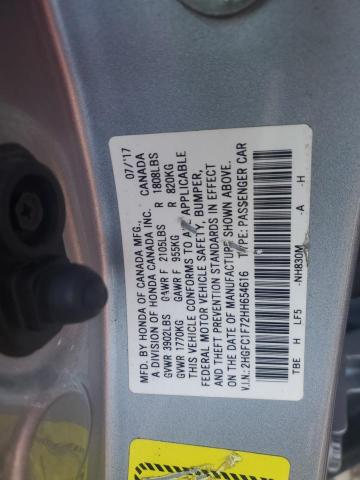 MFD. BY HONDA OF CANADA MFG., 07/'17
A DIVISION OF HONDA CANADA INC. CANADA
GVWR 3902LBS GAWR F 2105LBS R 1808LBS
GVWR 1770KG GAWR F 955KG R 820KG
THIS VEHICLE CONFORMS TO ALL APPLICABLE
FEDERAL MOTOR VEHICLE SAFETY, BUMPER,
AND THEFT PREVENTION STANDARDS IN EFFECT
ON THE DATE OF MANUFACTURE SHOWN ABOVE.
V.I.N.: 2HGFC1F72HH654616 TYPE: PASSENGER CAR
TBE H LF5 -NH830M -A -H